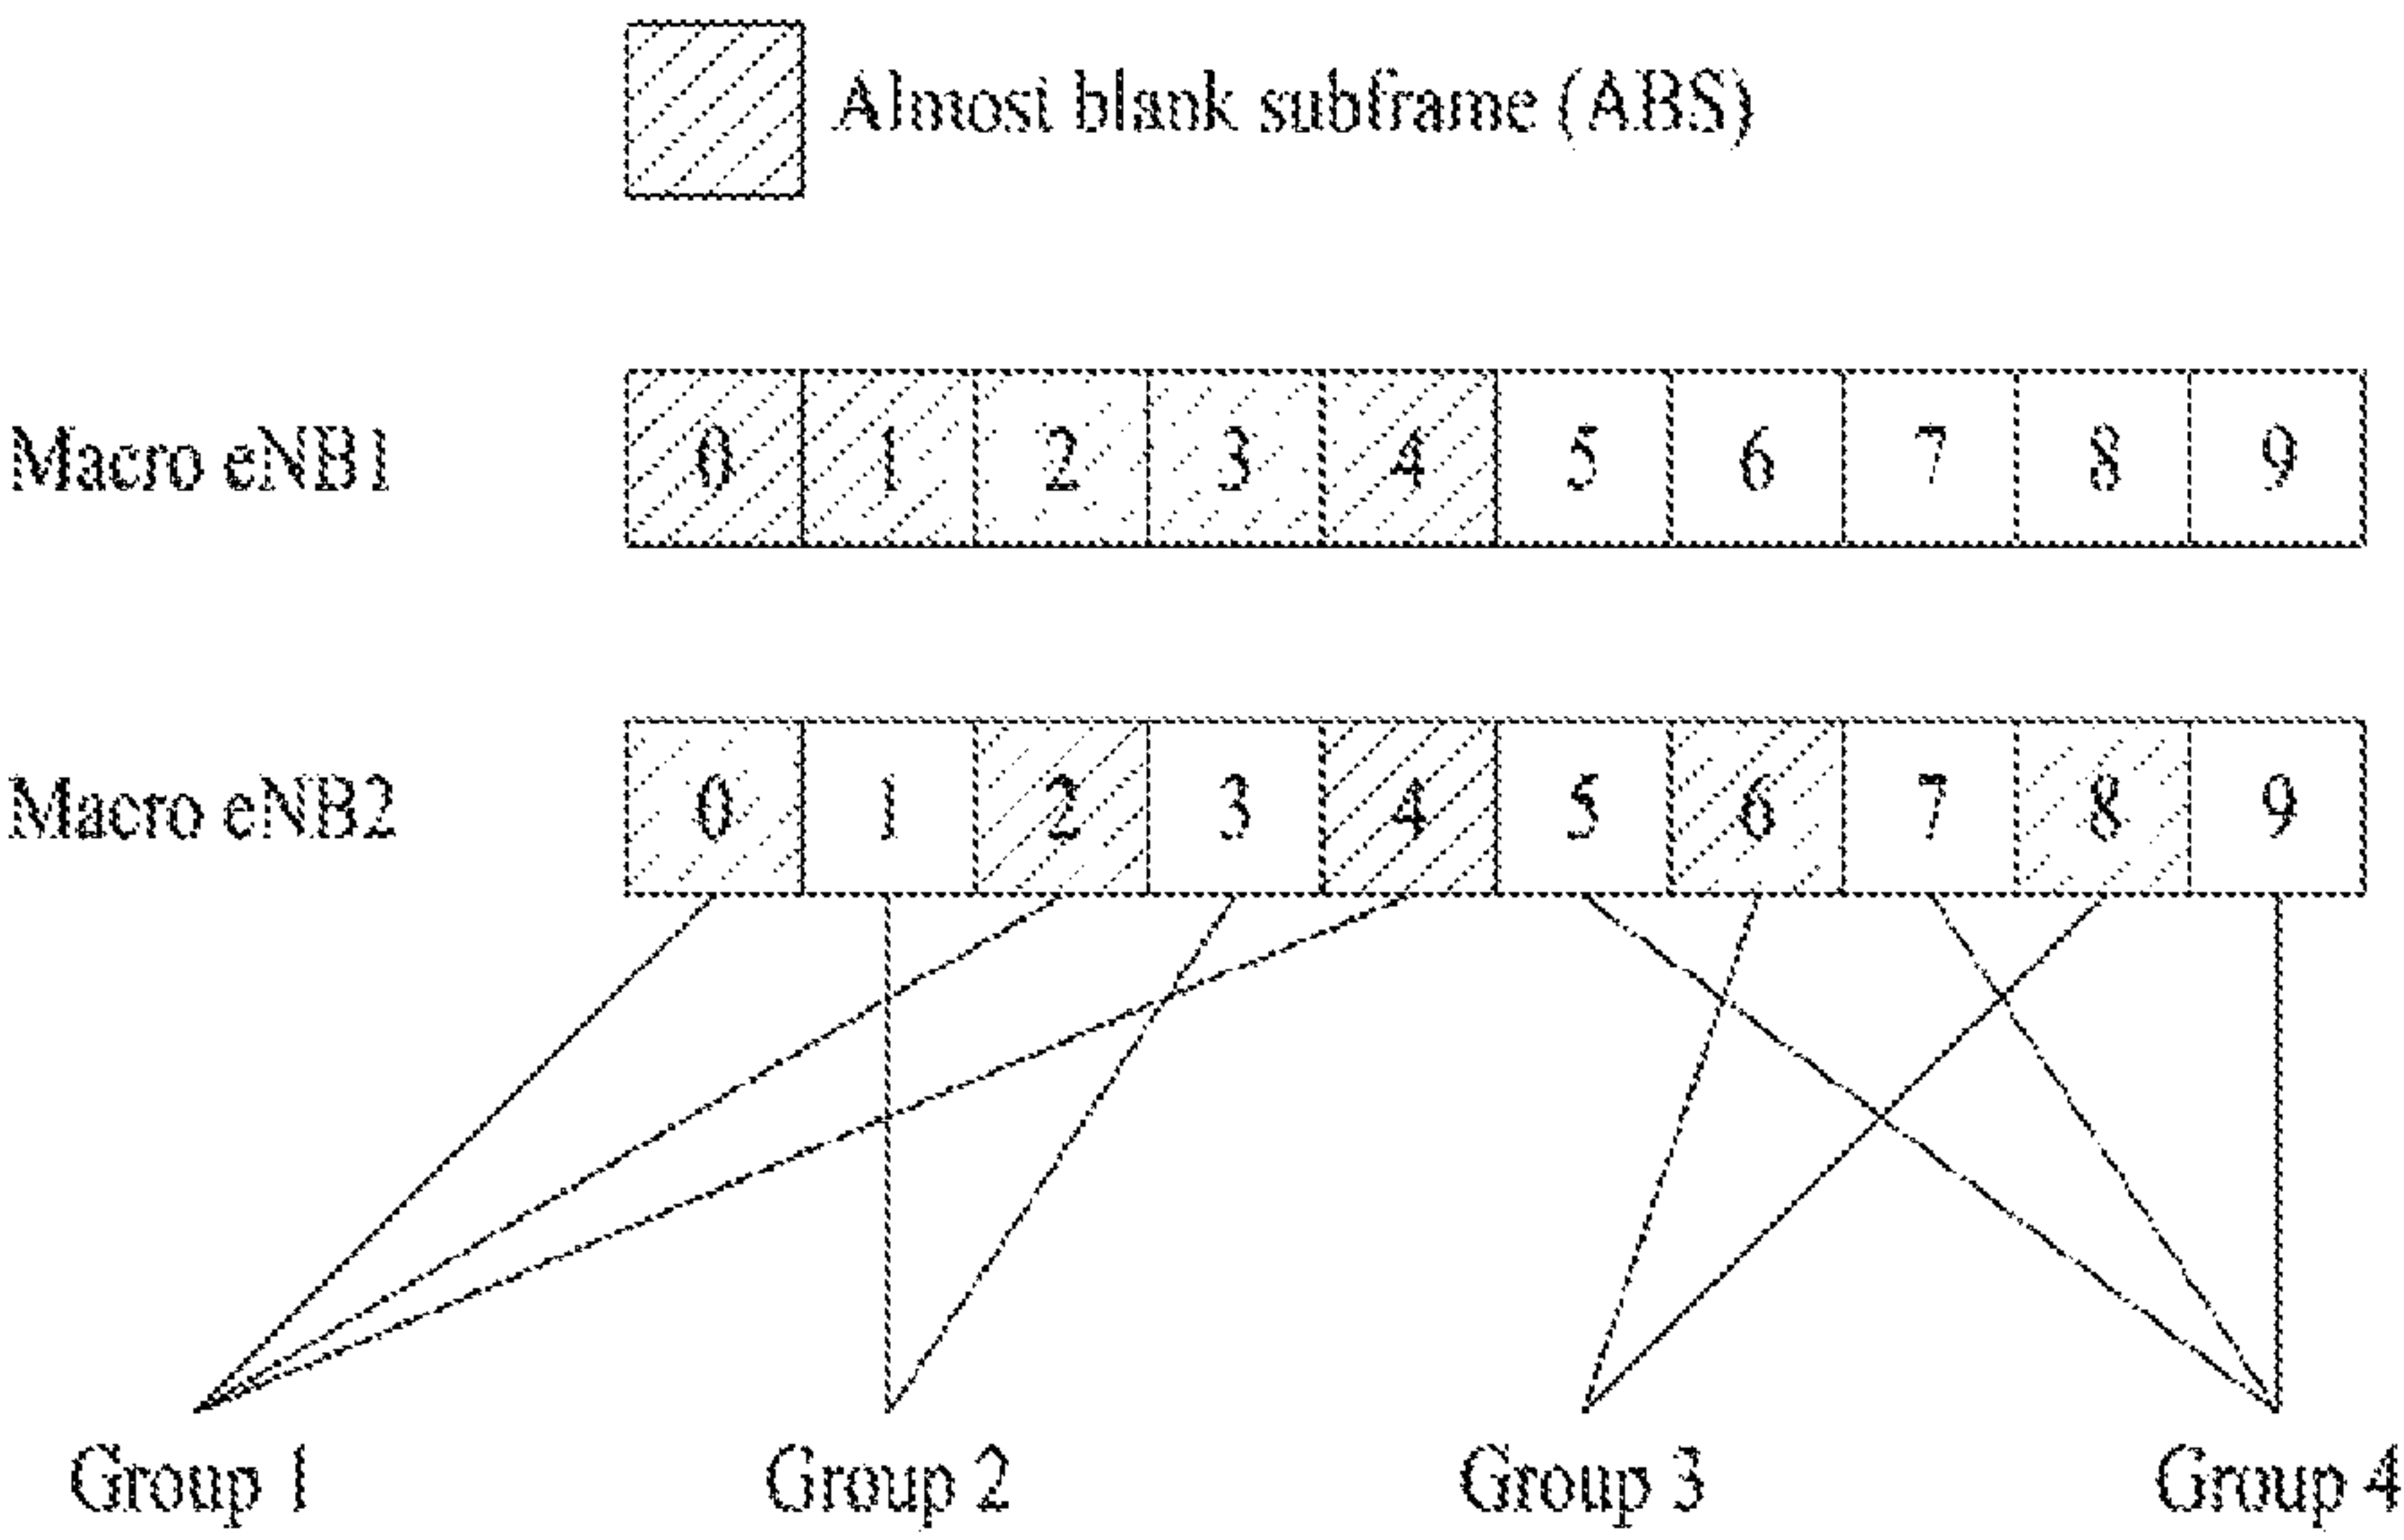 Almost blank subframe (ABS)
Macro eNB1 0 1 2 3 4 5 6 7 8 9
Macro eNB2 0 1 2 3 4 5 6 7 8 9
Group 1 Group 2 Group 3 Group 4